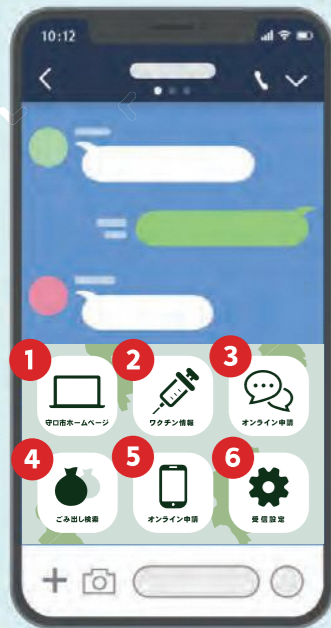 10:12
1
2
3
守口市ホームページ
ワクチン情報
オンライン申請
4
5
6
ごみ出し検索
オンライン申請
受信設定